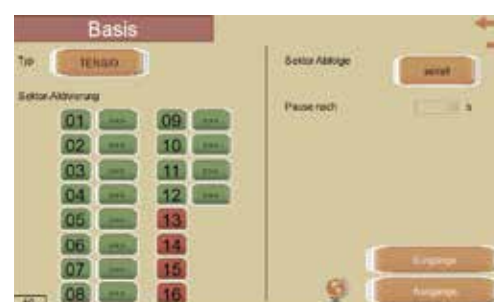 Basis
Typ TENSIO
Sektor Abfolge seriell
Sektor-Aktivierung
Pause nach s
01 09
02 10
03 11
04 12
05 13
06 14
07 15
08 16
Eingänge
Ausgänge